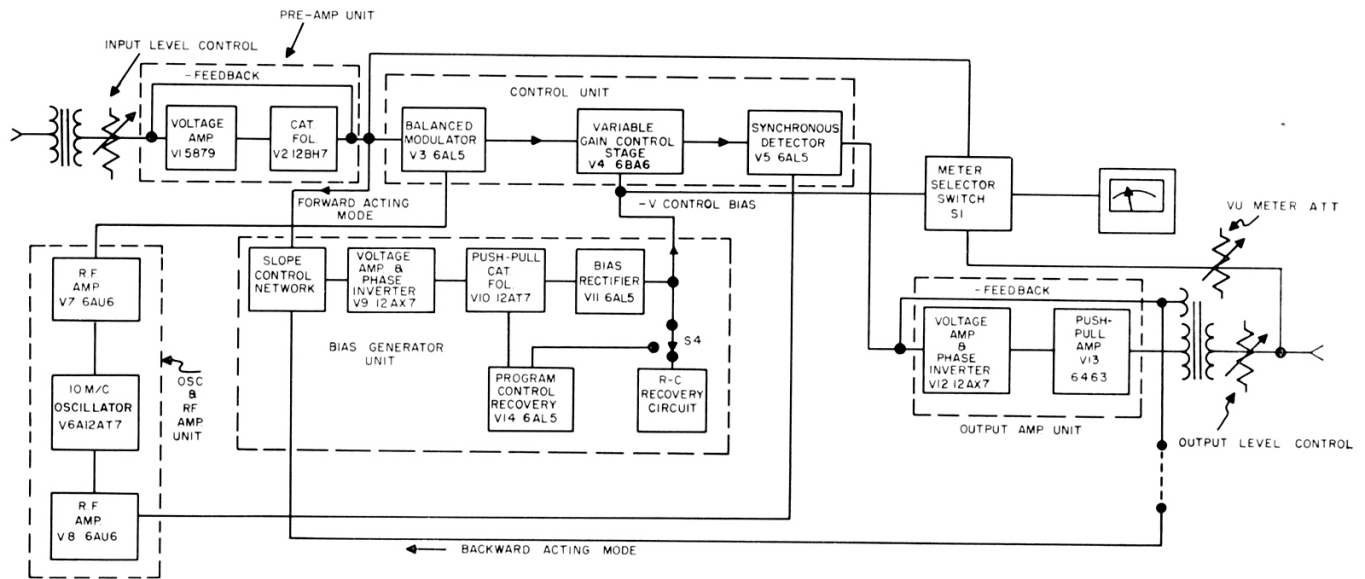 PRE-AMP UNIT
INPUT LEVEL CONTROL
-FEEDBACK
VOLTAGE
AMP.
V1 5879
CAT.
FOL.
V2 12BH7
CONTROL UNIT
BALANCED
MODULATOR
V3 6AL5
VARIABLE
GAIN CONTROL
STAGE
V4 6BA6
SYNCHRONOUS
DETECTOR
V5 6AL5
METER
SELECTOR
SWITCH
S1
VU METER ATT
FORWARD ACTING
MODE
-V CONTROL BIAS
R.F
AMP.
V7 6AU6
10 M/C
OSCILLATOR
V6A12AT7
R.F
AMP.
V8 6AU6
OSC
&
RF
AMP.
UNIT
SLOPE
CONTROL
NETWORK
VOLTAGE
AMP &
PHASE
INVERTER
V9 12AX7
PUSH-PULL
CAT.
FOL.
V10 12AT7
BIAS
RECTIFIER
V11 6AL5
BIAS GENERATOR
UNIT
S4
PROGRAM
CONTROL
RECOVERY
V14 6AL5
R-C
RECOVERY
CIRCUIT
-FEEDBACK
VOLTAGE
AMP
&
PHASE
INVERTER
V12 12AX7
PUSH-
PULL
AMP
V13
6463
OUTPUT AMP. UNIT
OUTPUT LEVEL CONTROL
BACKWARD ACTING MODE